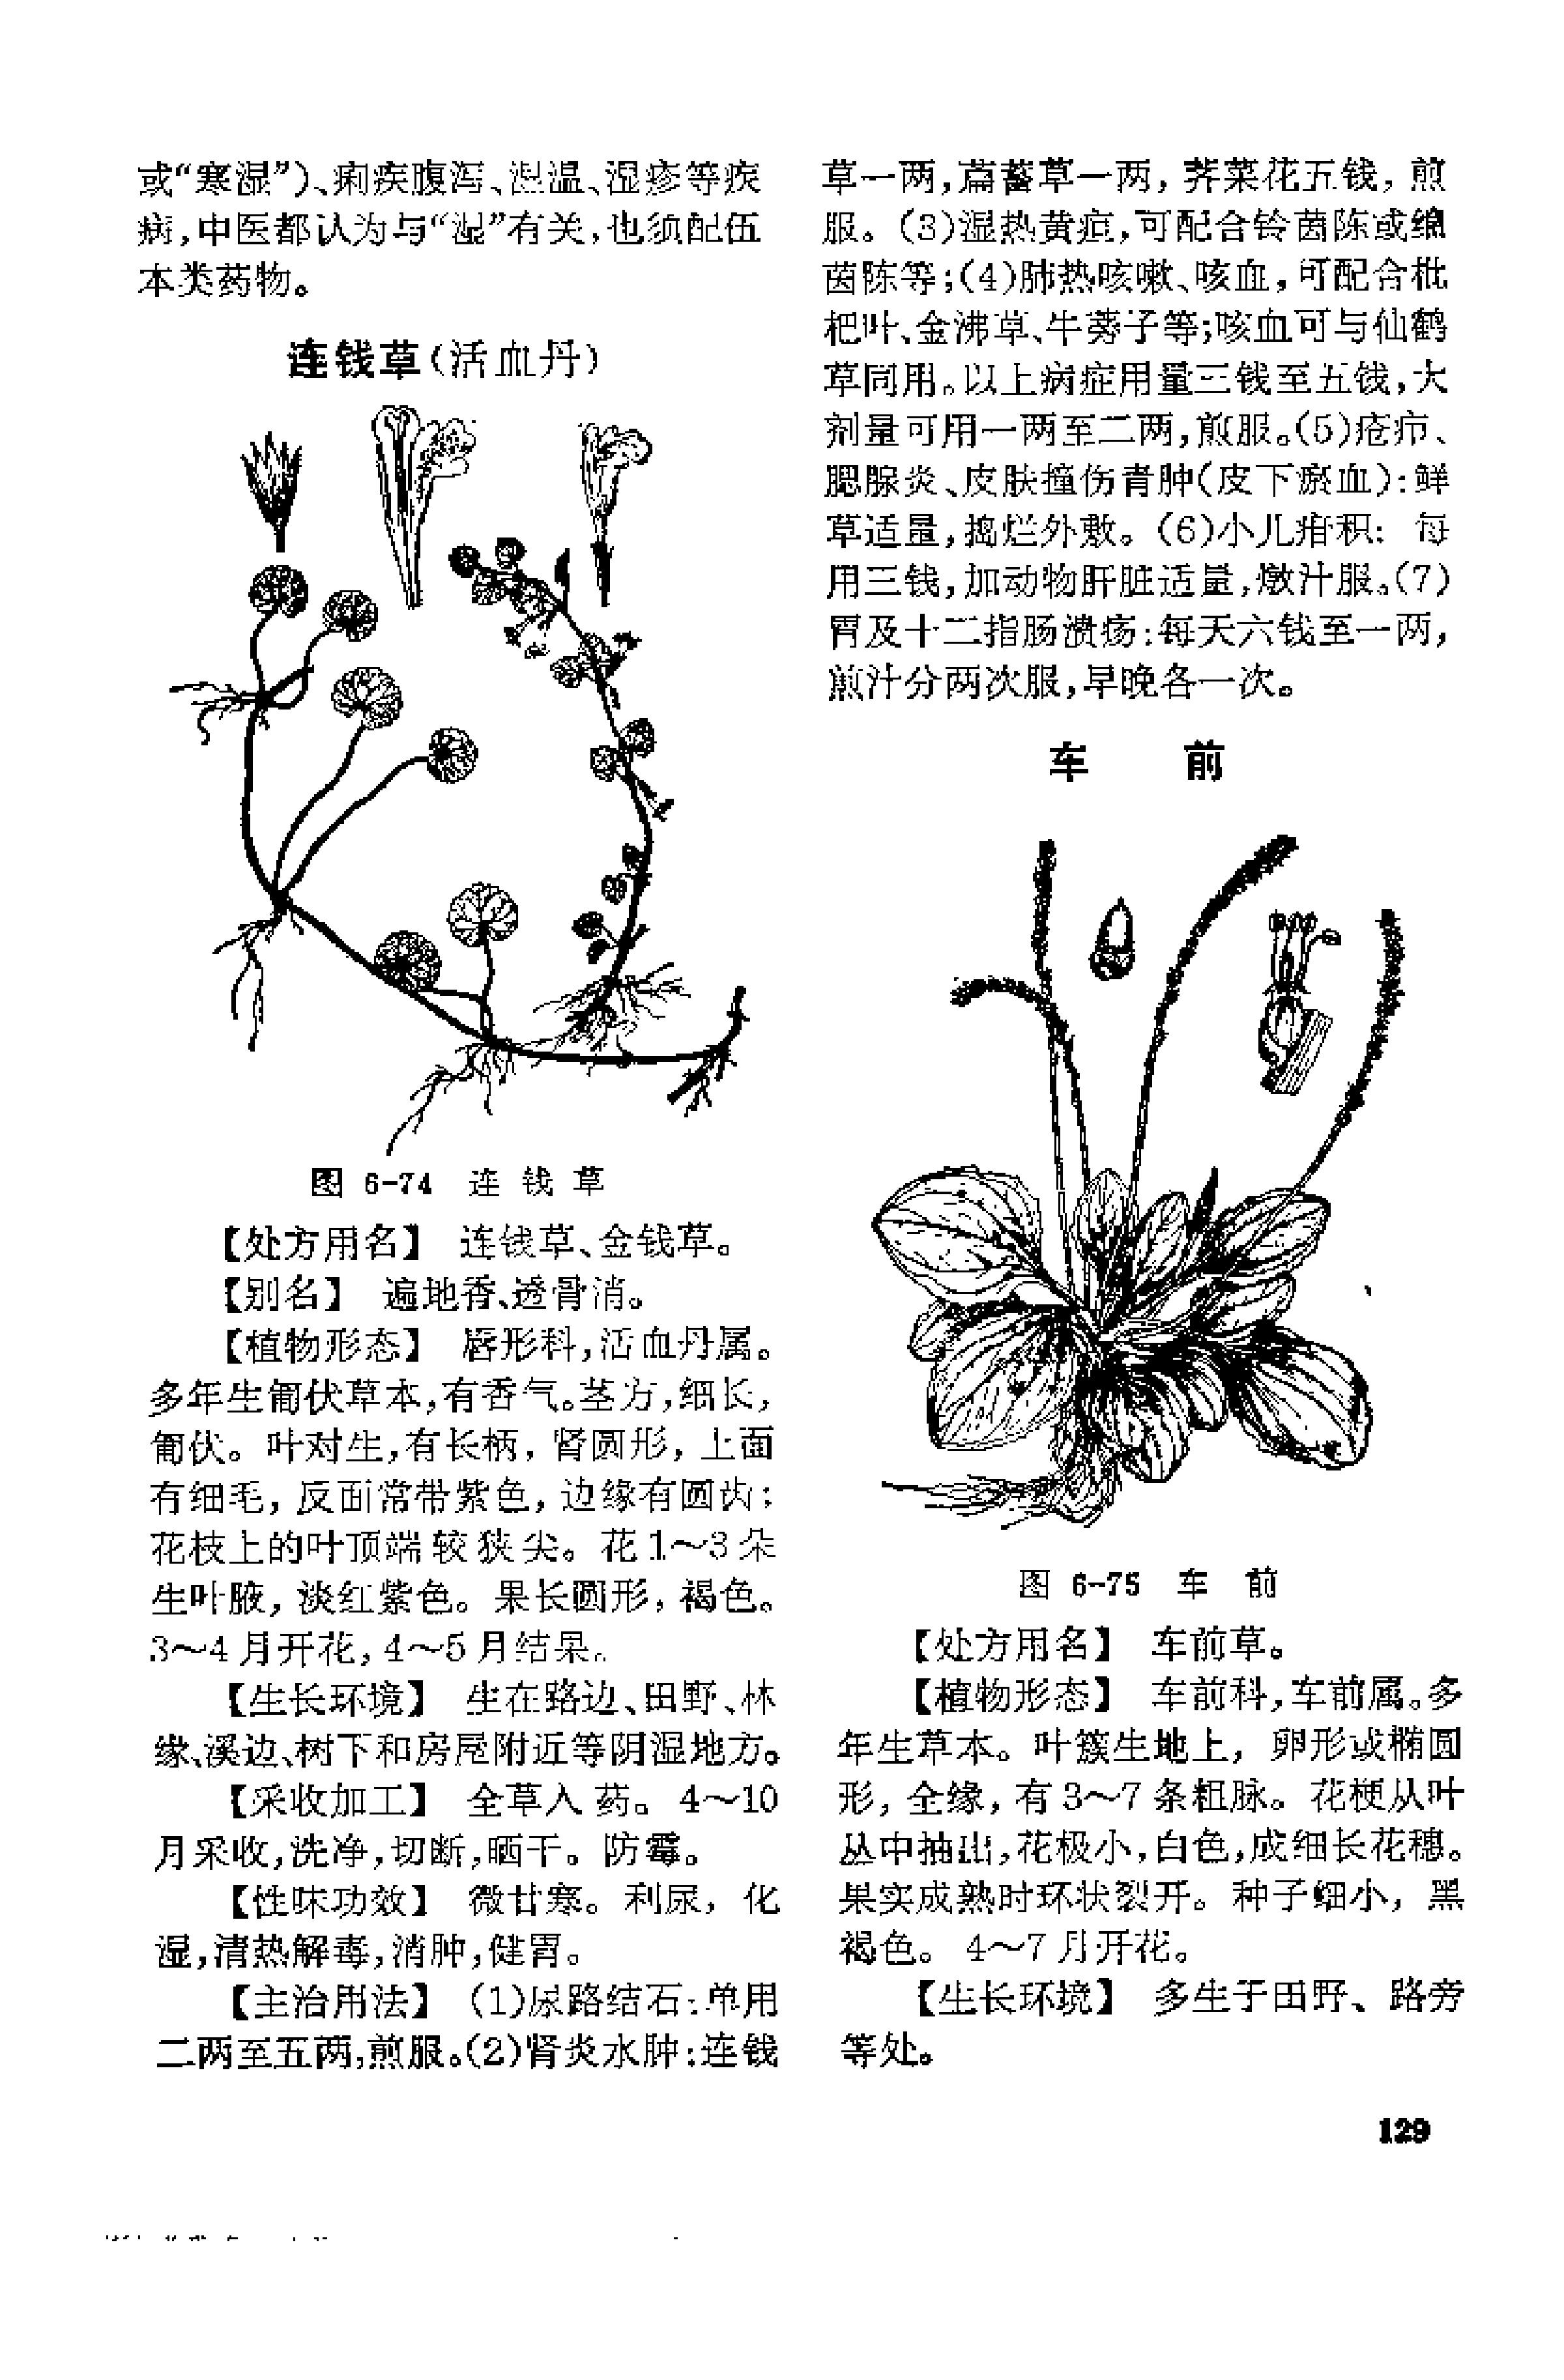 或“寒湿”)、痢疾腹泻、湿温、湿疹等疾
病,中医都认为与“湿”有关,也须配伍
本类药物。
连钱草(活血丹)
图 6-74 连 钱 草
【处方用名】 连钱草、金钱草。
【别名】 遍地香、透骨消。
【植物形态】 唇形科,活血丹属。
多年生匍伏草本,有香气。茎方,细长,
匍伏。叶对生,有长柄,肾圆形,上面
有细毛,反面常带紫色,边缘有圆齿;
花枝上的叶顶端较狭尖。花1～3朵
生叶腋,淡红紫色。果长圆形,褐色。
3～4月开花,4～5月结果。
【生长环境】 生在路边、田野、林
缘、溪边、树下和房屋附近等阴湿地方。
【采收加工】 全草入药。4～10
月采收,洗净,切断,晒干。防霉。
【性味功效】 微甘寒。利尿,化
湿,清热解毒,消肿,健胃。
【主治用法】 (1)尿路结石:单用
二两至五两,煎服。(2)肾炎水肿:连钱
草一两,萹蓄草一两,荠菜花五钱,煎
服。(3)湿热黄疸,可配合铃茵陈或绵
茵陈等;(4)肺热咳嗽、咳血,可配合枇
杷叶、金沸草、牛蒡子等;咳血可与仙鹤
草同用。以上病症用量三钱至五钱,大
剂量可用一两至二两,煎服。(5)疮疖、
腮腺炎、皮肤撞伤青肿(皮下瘀血):鲜
草适量,捣烂外敷。(6)小儿疳积: 每
用三钱,加动物肝脏适量,燉汁服。(7)
胃及十二指肠溃疡:每天六钱至一两,
煎汁分两次服,早晚各一次。
车 前
图 6-75 车 前
【处方用名】 车前草。
【植物形态】 车前科,车前属。多
年生草本。叶簇生地上,卵形或椭圆
形,全缘,有3～7条粗脉。花梗从叶
丛中抽出,花极小,白色,成细长花穗。
果实成熟时环状裂开。种子细小,黑
褐色。4～7月开花。
【生长环境】 多生于田野、路旁
等处。
129